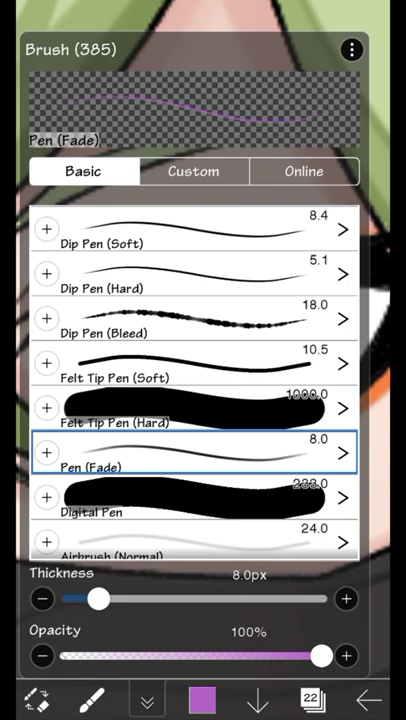 Brush (385)
Pen (Fade)
Basic Custom Online
8.4
Dip Pen (Soft)
5.1
Dip Pen (Hard)
18.0
Dip Pen (Bleed)
10.5
Felt Tip Pen (Soft)
1000.0
Felt Tip Pen (Hard)
8.0
Pen (Fade)
Digital Pen
24.0
Airbrush (Normal)
Thickness 8.0px
Opacity 100%
22